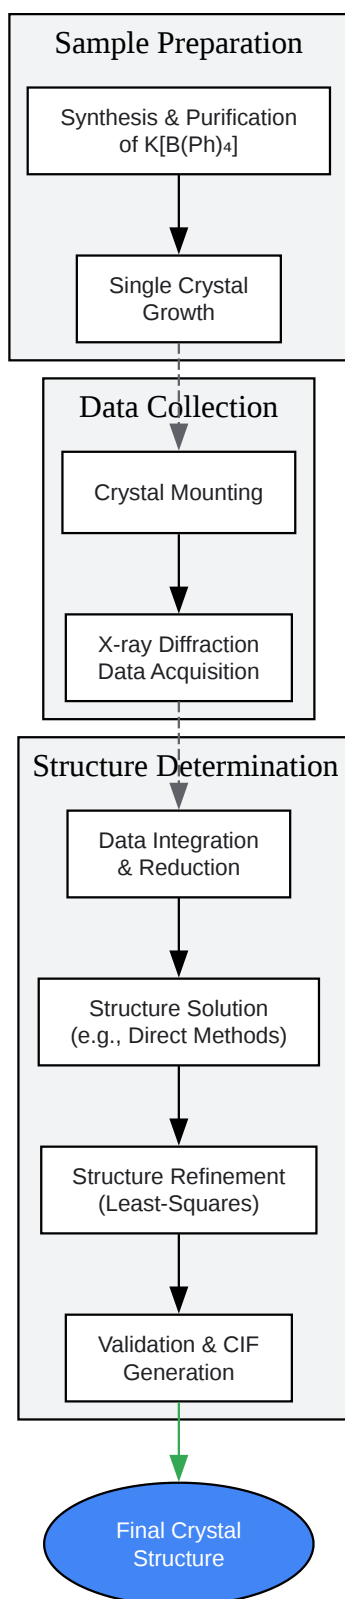 Sample Preparation
Synthesis & Purification
of K[B(Ph)₄]
Single Crystal
Growth
Data Collection
Crystal Mounting
X-ray Diffraction
Data Acquisition
Structure Determination
Data Integration
& Reduction
Structure Solution
(e.g., Direct Methods)
Structure Refinement
(Least-Squares)
Validation & CIF
Generation
Final Crystal
Structure